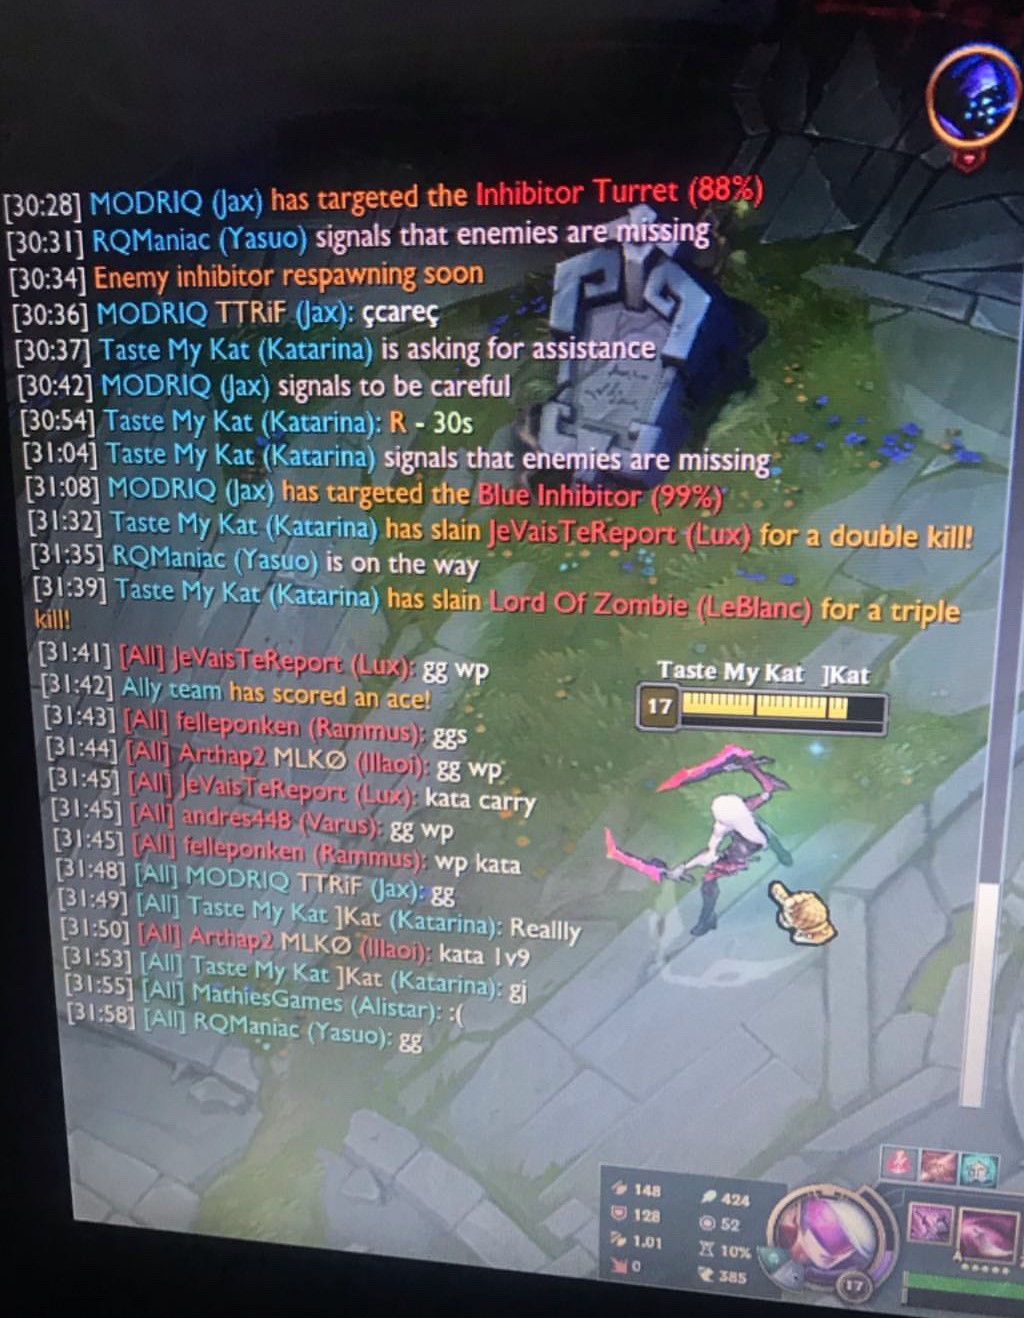 [30:28] MODRIQ (Jax) has targeted the Inhibitor Turret (88%)
[30:31] RQManiac (Yasuo) signals that enemies are missing
[30:34] Enemy inhibitor respawning soon
[30:36] MODRIQ TTRiF (Jax): ççareç
[30:37] Taste My Kat (Katarina) is asking for assistance
[30:42] MODRIQ (Jax) signals to be careful
[30:54] Taste My Kat (Katarina): R - 30s
[31:04] Taste My Kat (Katarina) signals that enemies are missing
[31:08] MODRIQ (Jax) has targeted the Blue Inhibitor (99%)
[31:32] Taste My Kat (Katarina) has slain JeVaisTeReport (Lux) for a double kill!
[31:35] RQManiac (Yasuo) is on the way
[31:39] Taste My Kat (Katarina) has slain Lord Of Zombie (LeBlanc) for a triple
kill!
[31:41] [All] JeVaisTeReport (Lux): gg wp
[31:42] Ally team has scored an ace!
[31:43] [All] felleponken (Rammus): ggs
[31:44] [All] Arthap2 MLKØ (Illaoi): gg wp
[31:45] [All] JeVaisTeReport (Lux): kata carry
[31:45] [All] andres448 (Varus): gg wp
[31:45] [All] felleponken (Rammus): wp kata
[31:48] [All] MODRIQ TTRiF (Jax): gg
[31:49] [All] Taste My Kat ]Kat (Katarina): Reallly
[31:50] [All] Arthap2 MLKØ (Illaoi): kata 1v9
[31:53] [All] Taste My Kat ]Kat (Katarina): gj
[31:55] [All] MathiesGames (Alistar): :(
[31:58] [All] RQManiac (Yasuo): gg
Taste My Kat ]Kat
17
148 424
128 52
1.01 10%
0 385
17